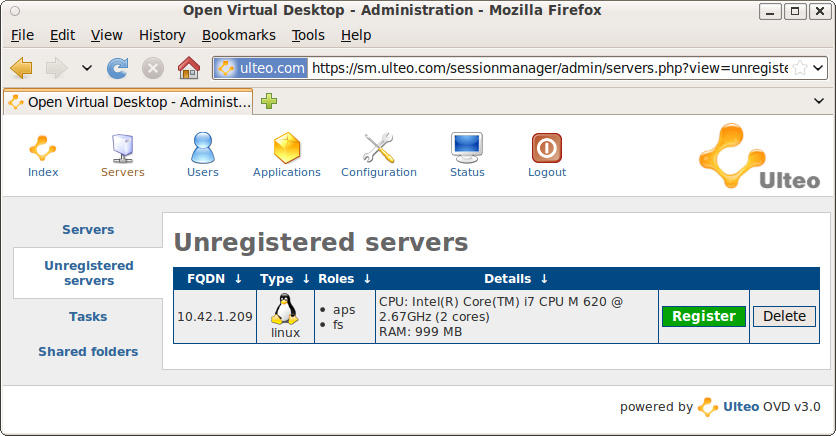 Open Virtual Desktop - Administration - Mozilla Firefox
File Edit View History Bookmarks Tools Help
ulteo.com https://sm.ulteo.com/sessionmanager/admin/servers.php?view=unregiste
Open Virtual Desktop - Administ...
Index Servers Users Applications Configuration Status Logout
Ulteo
Servers
Unregistered
servers
Tasks
Shared folders
Unregistered servers
FQDN ↓ Type ↓ Roles ↓ Details ↓
10.42.1.209
linux
• aps
• fs
CPU: Intel(R) Core(TM) i7 CPU M 620 @
2.67GHz (2 cores)
RAM: 999 MB
Register
Delete
powered by Ulteo OVD v3.0